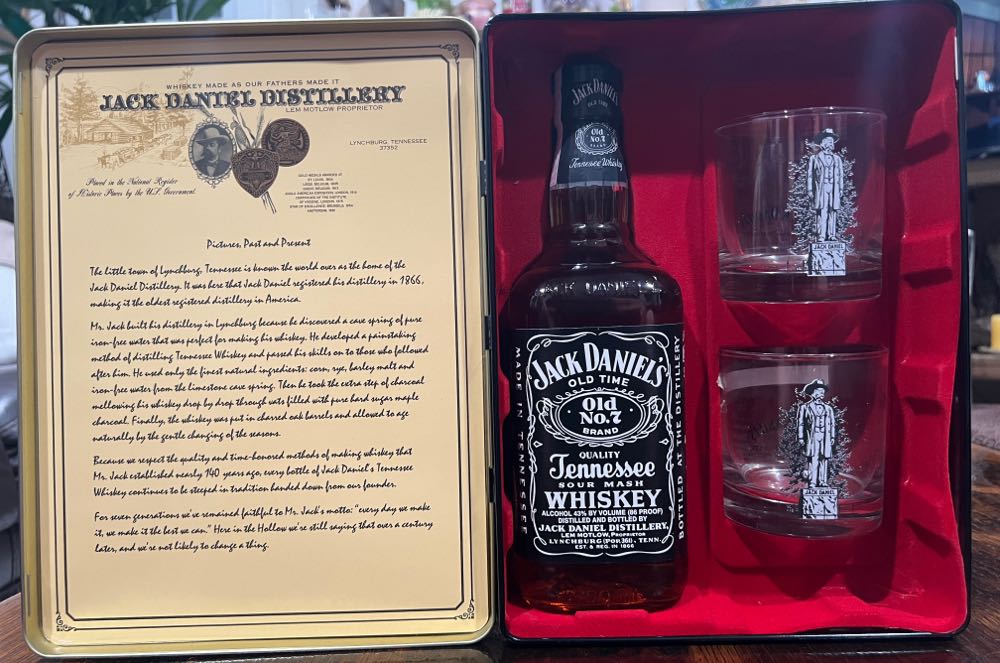 WHISKEY MADE AS OUR FATHERS MADE IT
JACK DANIEL DISTILLERY
LEM MOTLOW PROPRIETOR
LYNCHBURG, TENNESSEE
37352
Placed in the National Register
of Historic Places by the U.S. Government.
Pictures, Past and Present
The little town of Lynchburg, Tennessee is known the world over as the home of the
Jack Daniel Distillery. It was here that Jack Daniel registered his distillery in 1866,
making it the oldest registered distillery in America.
Mr. Jack built his distillery in Lynchburg because he discovered a cave spring of pure
iron-free water that was perfect for making his whiskey. He developed a painstaking
method of distilling Tennessee Whiskey and passed his skills on to those who followed
after him. He used only the finest natural ingredients: corn, rye, barley malt and
iron-free water from the limestone cave spring. Then he took the extra step of charcoal
mellowing his whiskey drop by drop through vats filled with pure hard sugar maple
charcoal. Finally, the whiskey was put in charred oak barrels and allowed to age
naturally by the gentle changing of the seasons.
Because we respect the quality and time-honored methods of making whiskey that
Mr. Jack established nearly 140 years ago, every bottle of Jack Daniel's Tennessee
Whiskey continues to be steeped in tradition handed down from our founder.
For seven generations we've remained faithful to Mr. Jack's motto: "every day we make
it, we make it the best we can." Here in the Hollow we're still saying that over a century
later, and we're not likely to change a thing.
JACK DANIEL'S
OLD TIME
Old
No.7
BRAND
Tennessee Whiskey
JACK DANIEL'S
OLD TIME
Old
No.7
BRAND
QUALITY
Tennessee
SOUR MASH
WHISKEY
ALCOHOL 43% BY VOLUME (86 PROOF)
DISTILLED AND BOTTLED BY
JACK DANIEL DISTILLERY,
LEM MOTLOW, PROPRIETOR
LYNCHBURG (POP. 361), TENN.
EST. & REG. IN 1866
MADE IN TENNESSEE
BOTTLED AT THE DISTILLERY
JACK DANIEL
JACK DANIEL